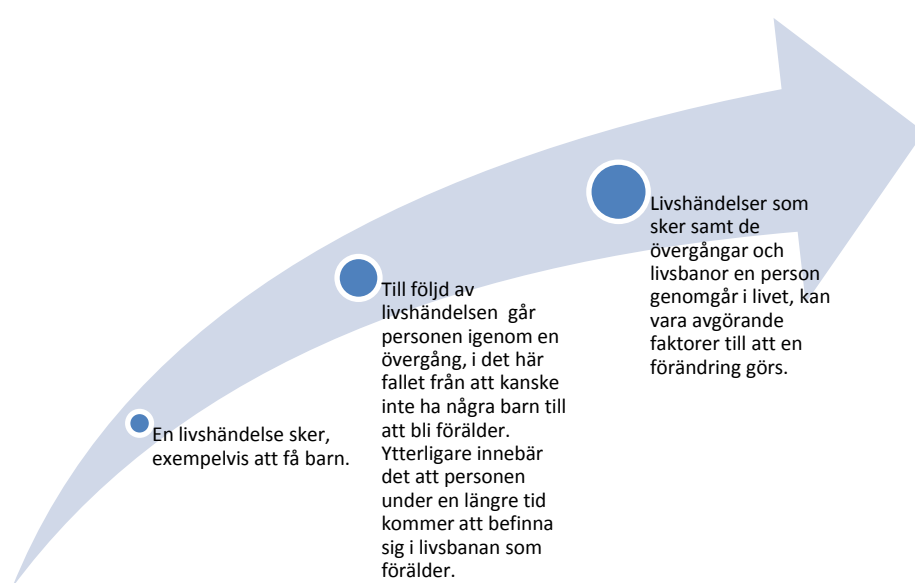 En livshändelse sker,
exempelvis att få barn.
Till följd av
livshändelsen  går
personen igenom en
övergång, i det här
fallet från att kanske
inte ha några barn till
att bli förälder.
Ytterligare innebär
det att personen
under en längre tid
kommer att befinna
sig i livsbanan som
förälder.
Livshändelser som
sker samt de
övergångar och
livsbanor en person
genomgår i livet, kan
vara avgörande
faktorer till att en
förändring görs.